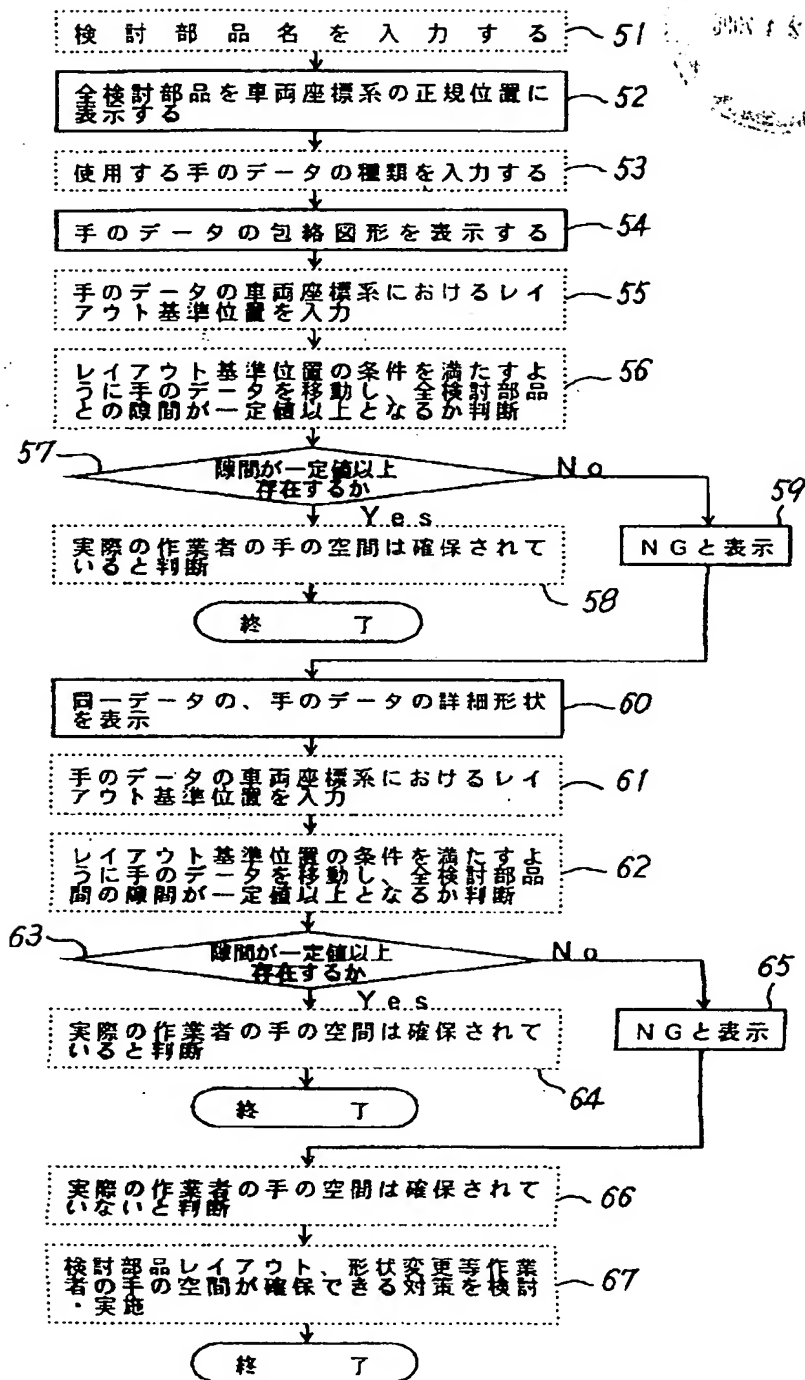 検討部品名を入力する
51
全検討部品を車両座標系の正規位置に
表示する
52
使用する手のデータの種類を入力する
53
手のデータの包絡図形を表示する
54
手のデータの車両座標系におけるレイ
アウト基準位置を入力
55
レイアウト基準位置の条件を満たすよ
うに手のデータを移動し、全検討部品
との隙間が一定値以上となるか判断
56
57
隙間が一定値以上
存在するか
No
Yes
59
NGと表示
実際の作業者の手の空間は確保されて
いると判断
58
終了
同一データの、手のデータの詳細形状
を表示
60
手のデータの車両座標系におけるレイ
アウト基準位置を入力
61
レイアウト基準位置の条件を満たすよ
うに手のデータを移動し、全検討部品
間の隙間が一定値以上となるか判断
62
63
隙間が一定値以上
存在するか
No
Yes
65
NGと表示
実際の作業者の手の空間は確保されて
いると判断
64
終了
実際の作業者の手の空間は確保されて
いないと判断
66
検討部品レイアウト、形状変更等作業
者の手の空間が確保できる対策を検討
・実施
67
終了